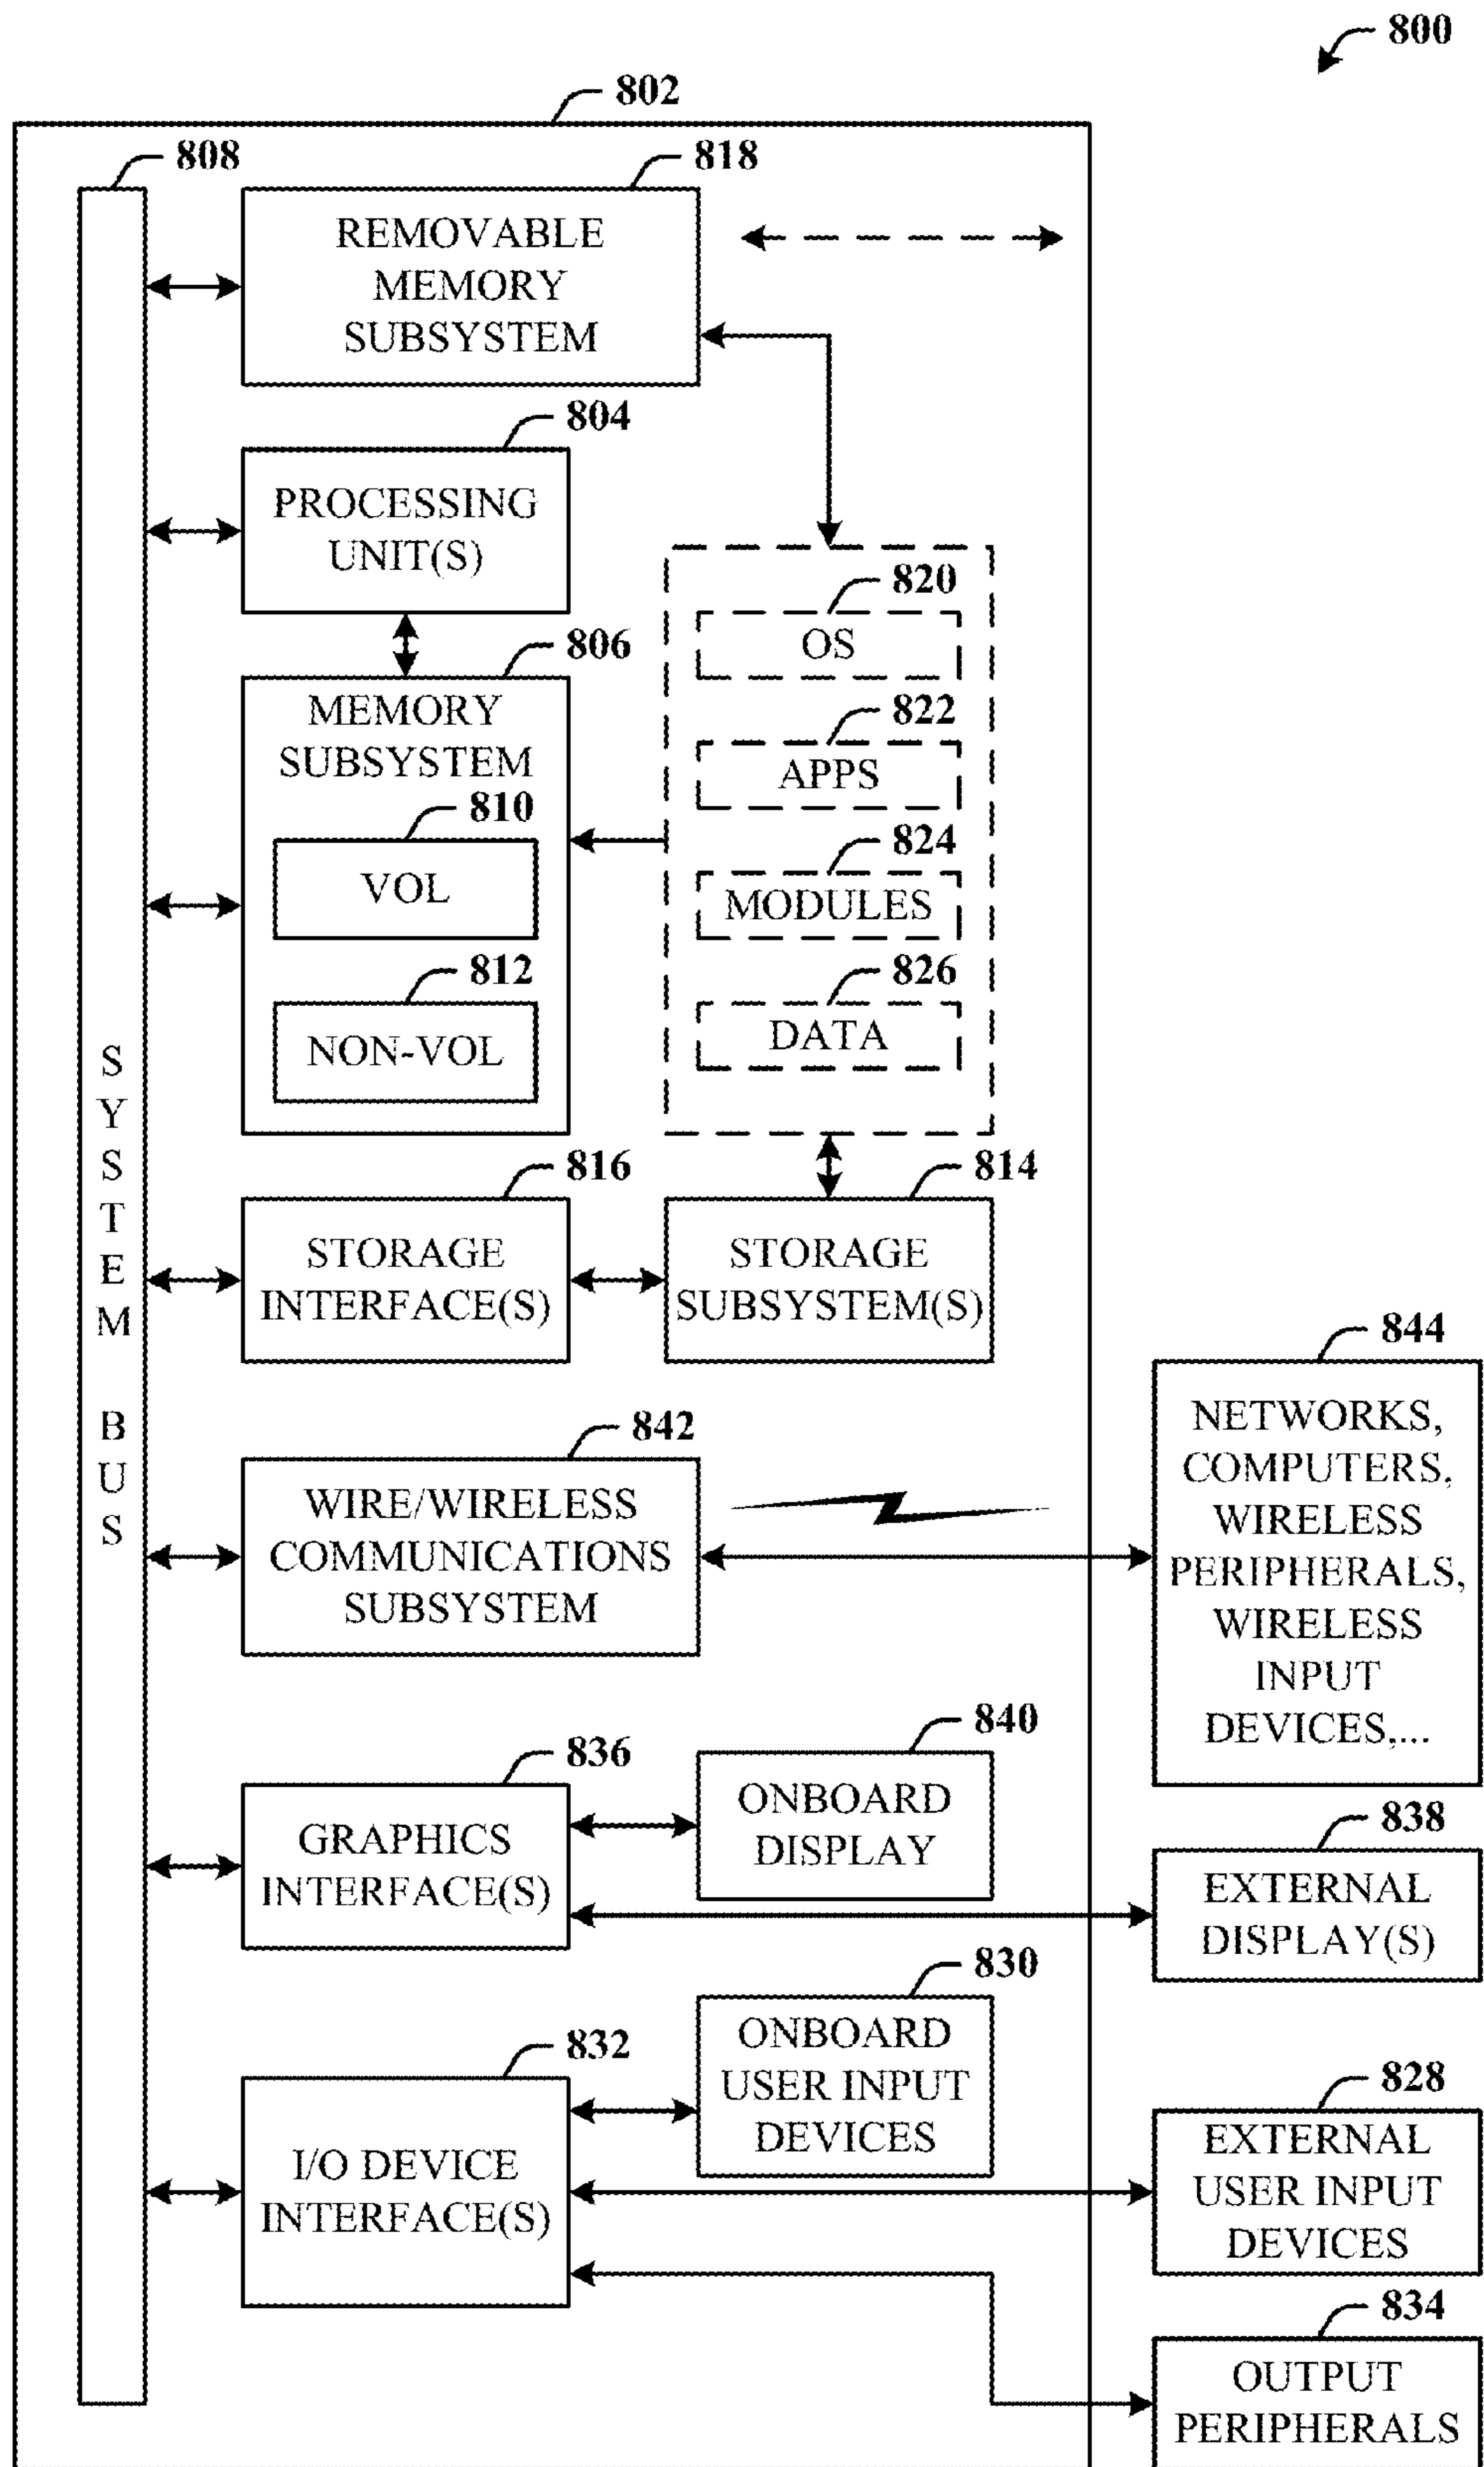 800
802
808
818
REMOVABLE
MEMORY
SUBSYSTEM
804
PROCESSING
UNIT(S)
806
MEMORY
SUBSYSTEM
810
VOL
812
NON-VOL
820
OS
822
APPS
824
MODULES
826
DATA
SYSTEM BUS
816
STORAGE
INTERFACE(S)
814
STORAGE
SUBSYSTEM(S)
842
WIRE/WIRELESS
COMMUNICATIONS
SUBSYSTEM
844
NETWORKS,
COMPUTERS,
WIRELESS
PERIPHERALS,
WIRELESS
INPUT
DEVICES,...
836
GRAPHICS
INTERFACE(S)
840
ONBOARD
DISPLAY
838
EXTERNAL
DISPLAY(S)
832
I/O DEVICE
INTERFACE(S)
830
ONBOARD
USER INPUT
DEVICES
828
EXTERNAL
USER INPUT
DEVICES
834
OUTPUT
PERIPHERALS